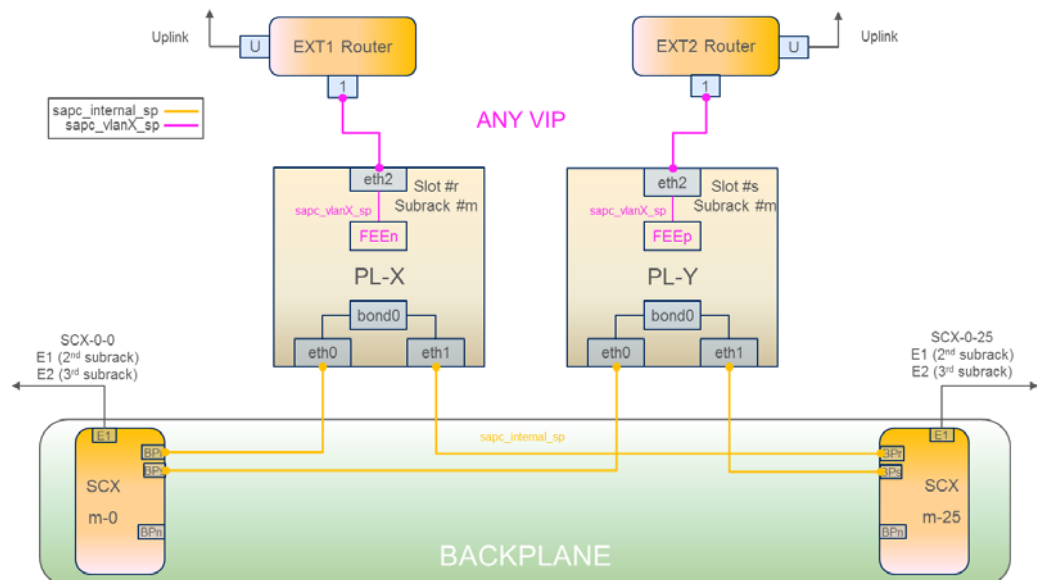 Uplink
U
EXT1 Router
1
EXT2 Router
U
1
Uplink
sapc_internal_sp
sapc_vlanX_sp
ANY VIP
eth2
Slot #r
Subrack #m
sapc_vlanX_sp
FEEn
PL-X
bond0
eth0
eth1
eth2
Slot #s
Subrack #m
sapc_vlanX_sp
FEEp
PL-Y
bond0
eth0
eth1
SCX-0-0
E1 (2nd subrack)
E2 (3rd subrack)
SCX-0-25
E1 (2nd subrack)
E2 (3rd subrack)
sapc_internal_sp
E1
SCX
m-0
BPn
E1
BPr
BPs
SCX
m-25
BPn
BACKPLANE